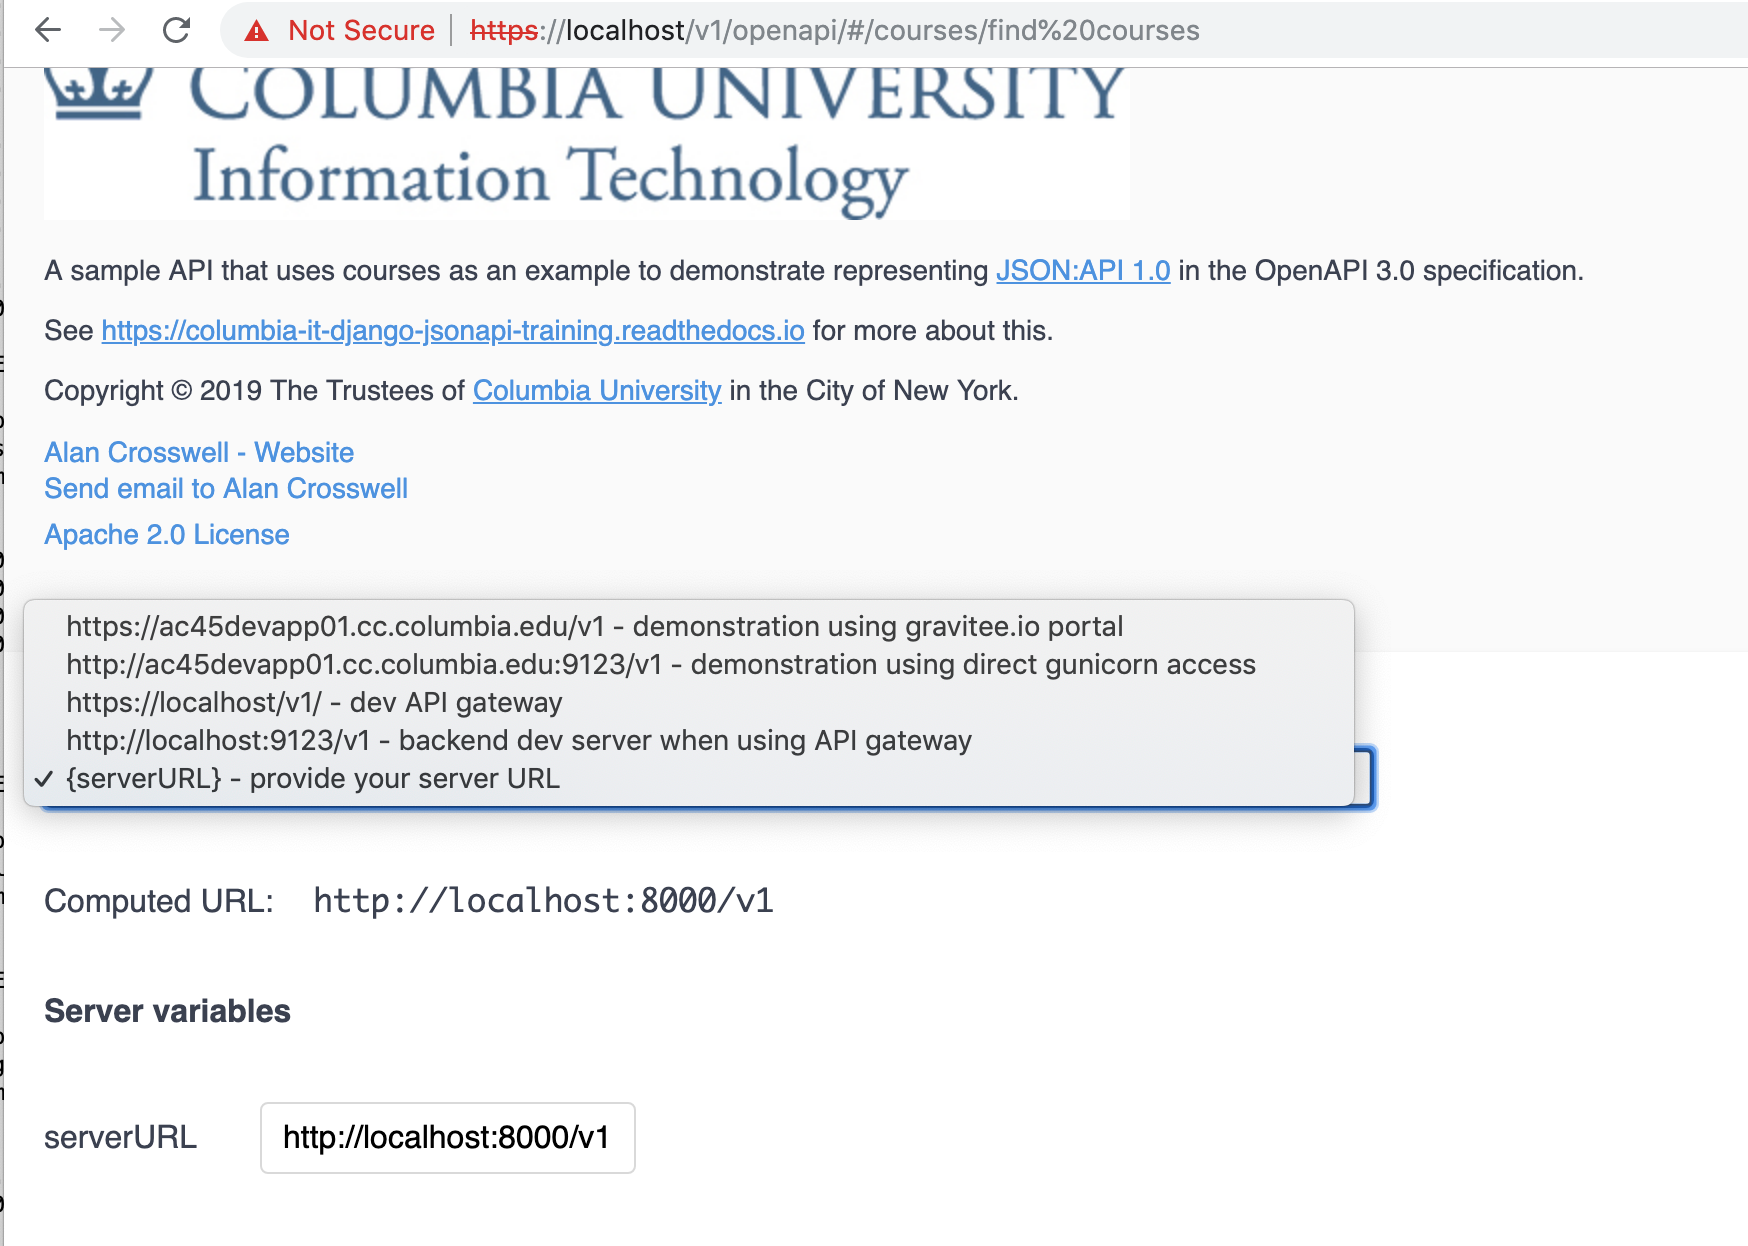 Not Secure | https://localhost/v1/openapi/#/courses/find%20courses
COLUMBIA UNIVERSITY
Information Technology
A sample API that uses courses as an example to demonstrate representing JSON:API 1.0 in the OpenAPI 3.0 specification.
See https://columbia-it-django-jsonapi-training.readthedocs.io for more about this.
Copyright © 2019 The Trustees of Columbia University in the City of New York.
Alan Crosswell - Website
Send email to Alan Crosswell
Apache 2.0 License
https://ac45devapp01.cc.columbia.edu/v1 - demonstration using gravitee.io portal
http://ac45devapp01.cc.columbia.edu:9123/v1 - demonstration using direct gunicorn access
https://localhost/v1/ - dev API gateway
http://localhost:9123/v1 - backend dev server when using API gateway
✓ {serverURL} - provide your server URL
Computed URL: http://localhost:8000/v1
Server variables
serverURL http://localhost:8000/v1